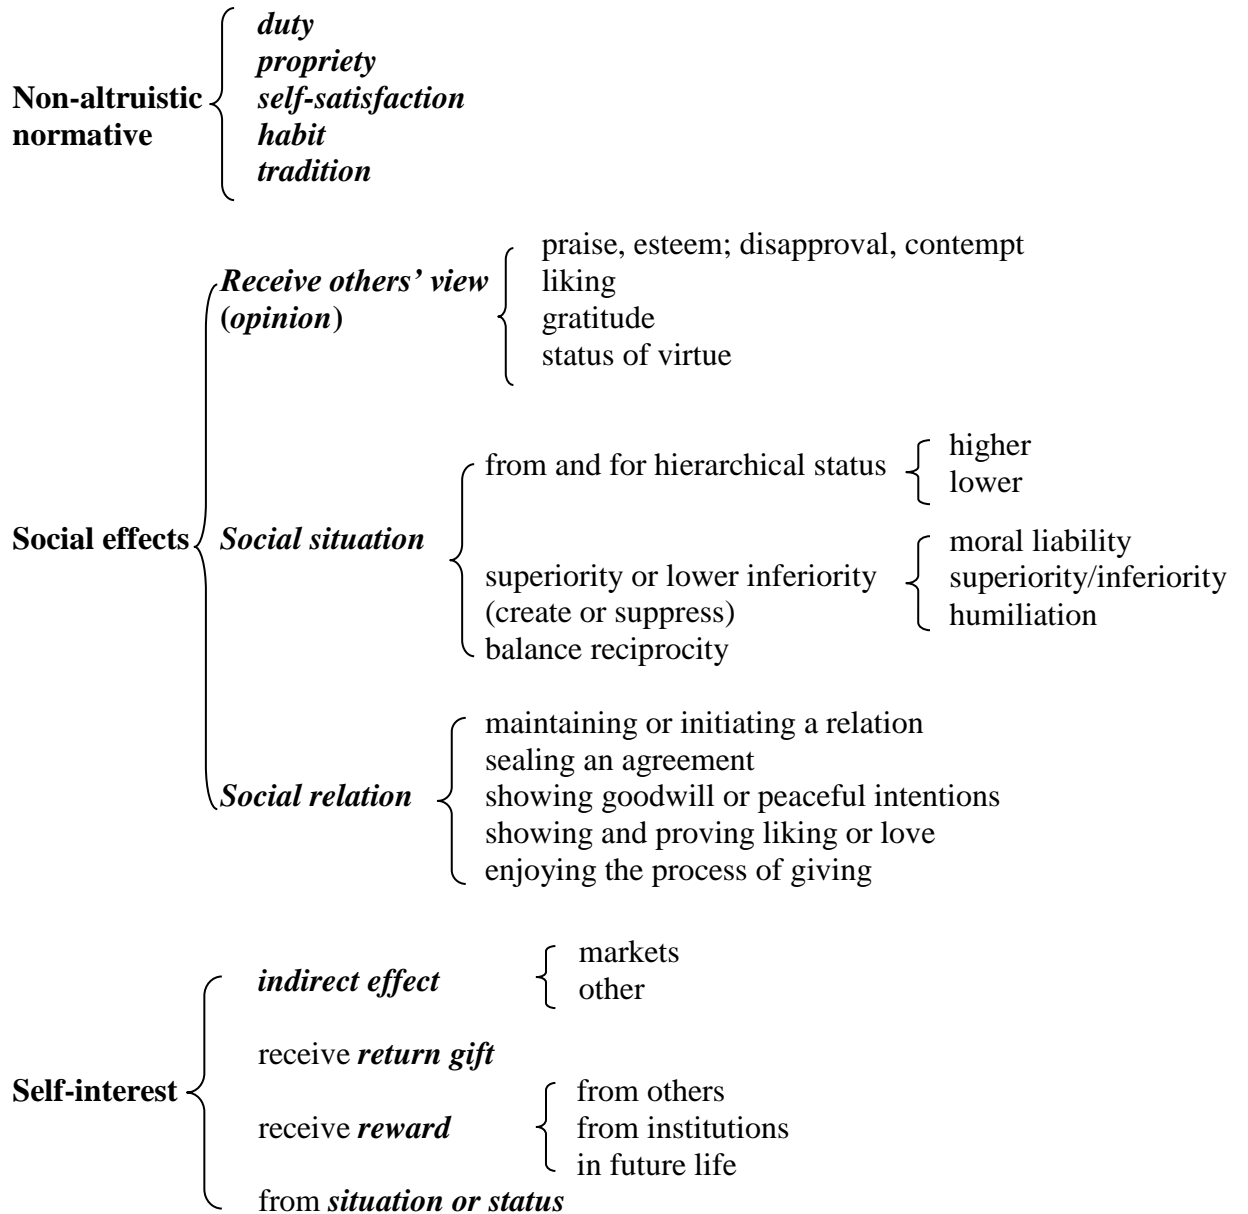 duty
propriety
Non-altruistic self-satisfaction
normative habit
tradition
praise, esteem; disapproval, contempt
Receive others’ view liking
(opinion) gratitude
status of virtue
higher
from and for hierarchical status
lower
Social effects Social situation
moral liability
superiority or lower inferiority superiority/inferiority
(create or suppress) humiliation
balance reciprocity
maintaining or initiating a relation
sealing an agreement
Social relation showing goodwill or peaceful intentions
showing and proving liking or love
enjoying the process of giving
markets
indirect effect other
receive return gift
Self-interest from others
receive reward from institutions
in future life
from situation or status